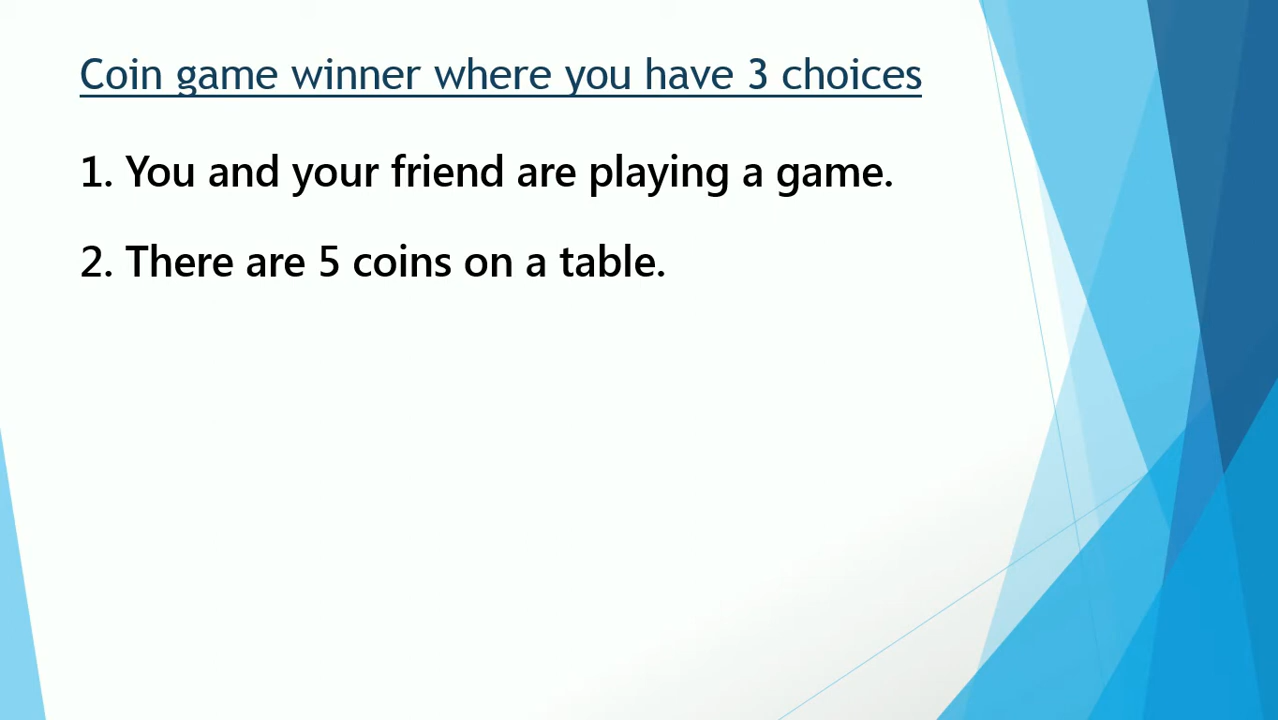 Coin game winner where you have 3 choices
1. You and your friend are playing a game.
2. There are 5 coins on a table.